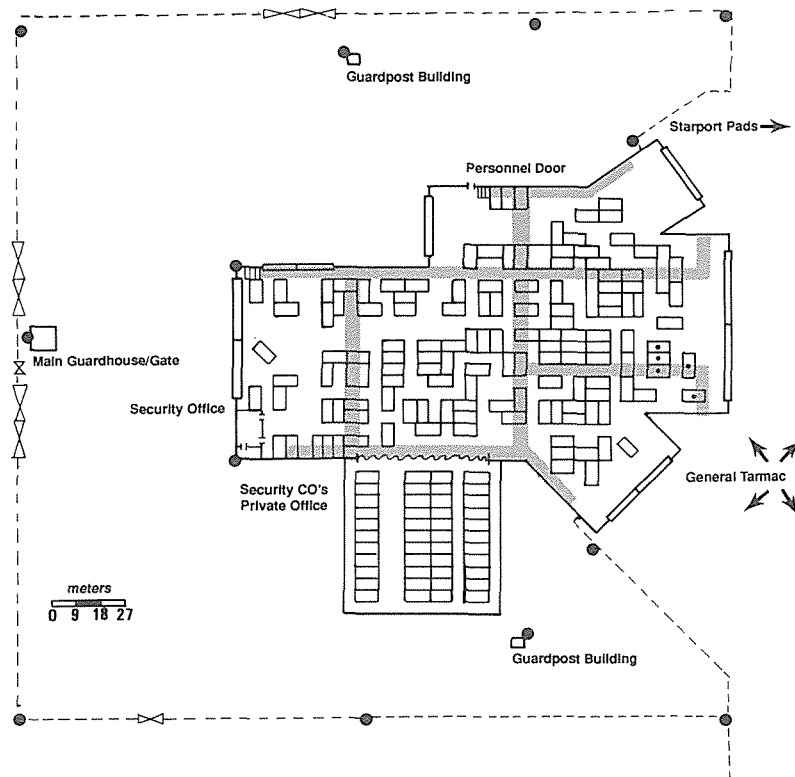 Guardpost Building
Starport Pads
Personnel Door
Main Guardhouse/Gate
Security Office
General Tarmac
Security CO's
Private Office
meters
0 9 18 27
Guardpost Building